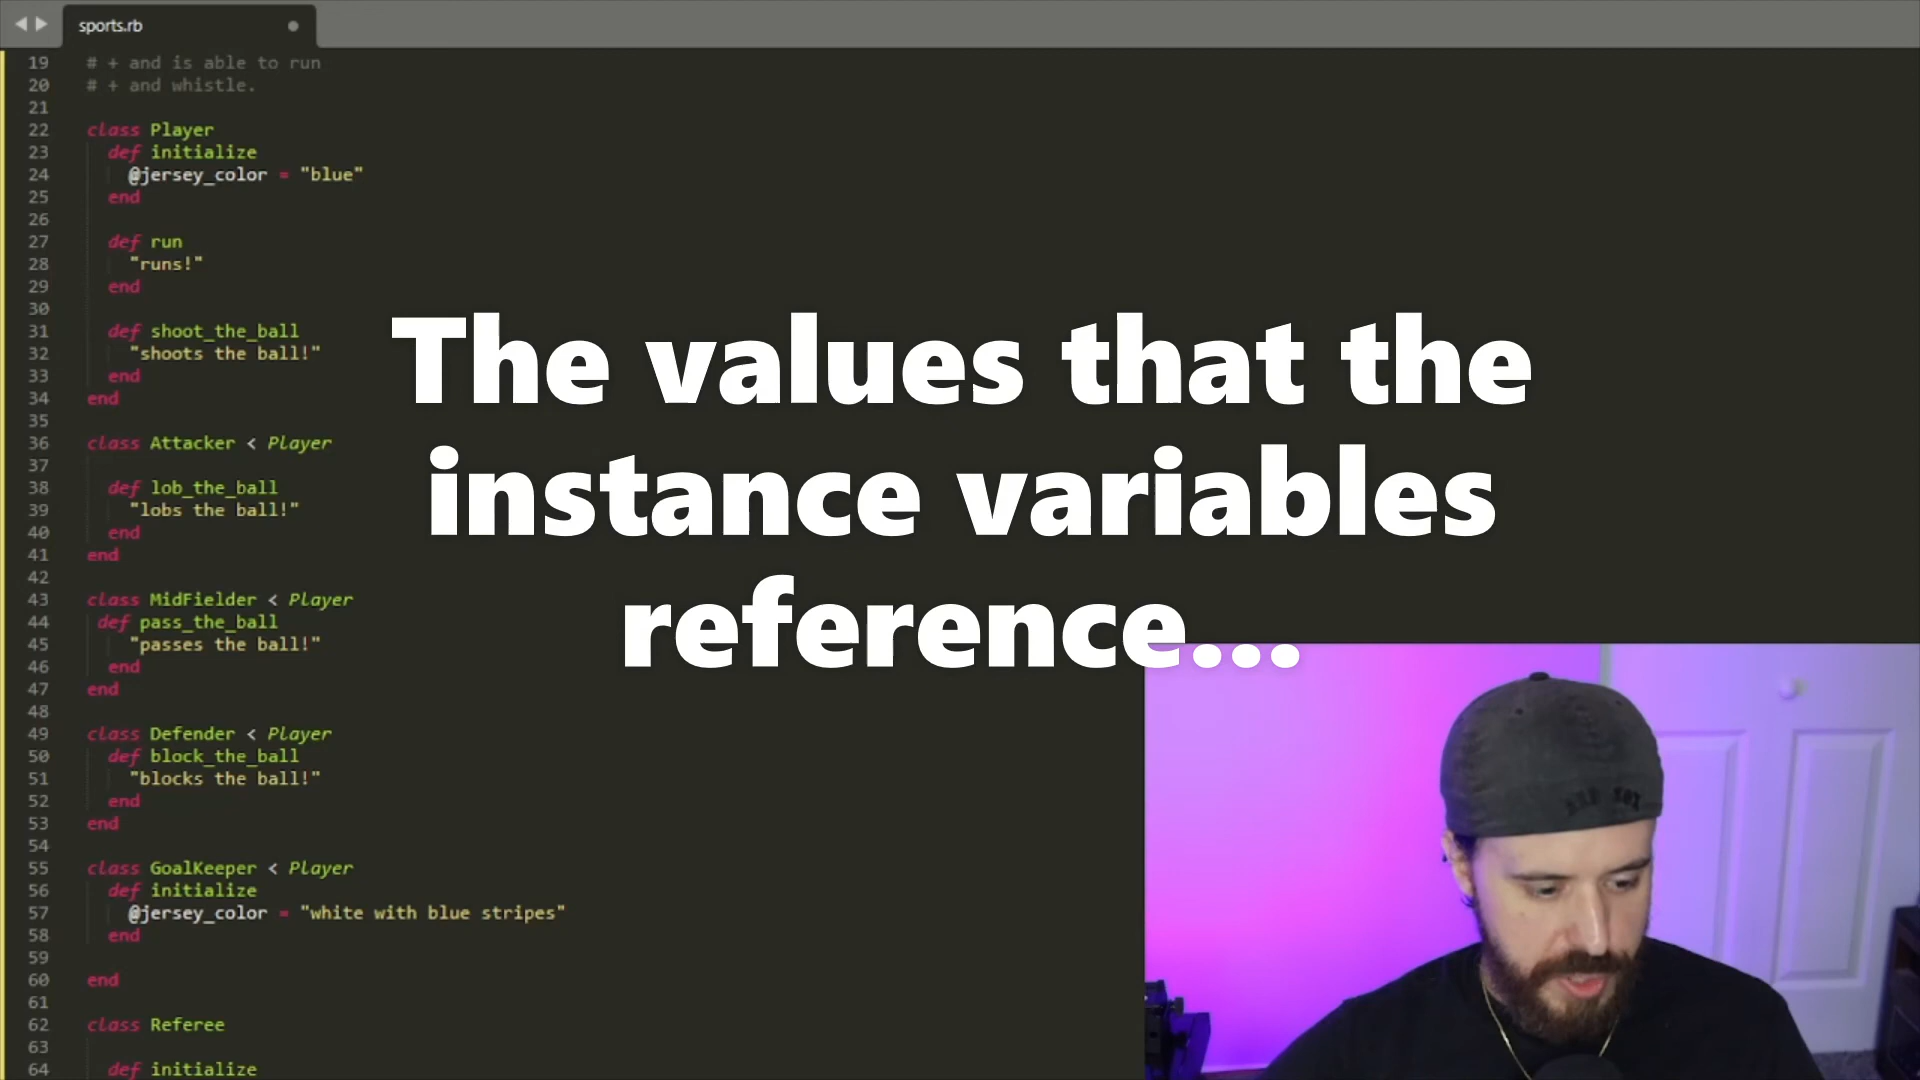 sports.rb
19 # + and is able to run
20 # + and whistle.
21
22 class Player
23 def initialize
24 @jersey_color = "blue"
25 end
26
27 def run
28 "runs!"
29 end
30
31 def shoot_the_ball
32 "shoots the ball!"
33 end
34 end
35
36 class Attacker < Player
37
38 def lob_the_ball
39 "lobs the ball!"
40 end
41 end
42
43 class MidFielder < Player
44 def pass_the_ball
45 "passes the ball!"
46 end
47 end
48
49 class Defender < Player
50 def block_the_ball
51 "blocks the ball!"
52 end
53 end
54
55 class GoalKeeper < Player
56 def initialize
57 @jersey_color = "white with blue stripes"
58 end
59
60 end
61
62 class Referee
63
64 def initialize
The values that the
instance variables
reference...